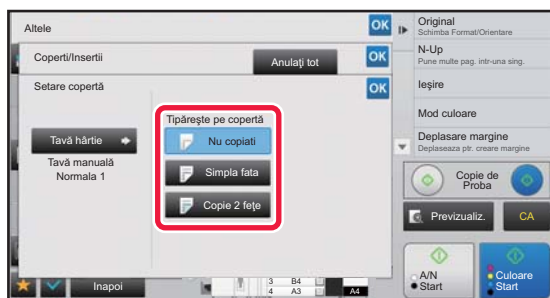 Altele
OK
Coperti/Insertii
Anulaţi tot
OK
Setare copertă
OK
Tipăreşte pe copertă
Tavă hârtie
Nu copiati
Tavă manuală
Normala 1
Simpla fata
Copie 2 feţe
Inapoi
3 B4
4 A3
A4
Original
Schimba Format/Orientare
N-Up
Pune multe pag. intr-una sing.
Ieşire
Mod culoare
Deplasare margine
Deplaseaza ptr. creare margine
Copie de
Proba
Previzualiz.
CA
A/N
Start
Culoare
Start